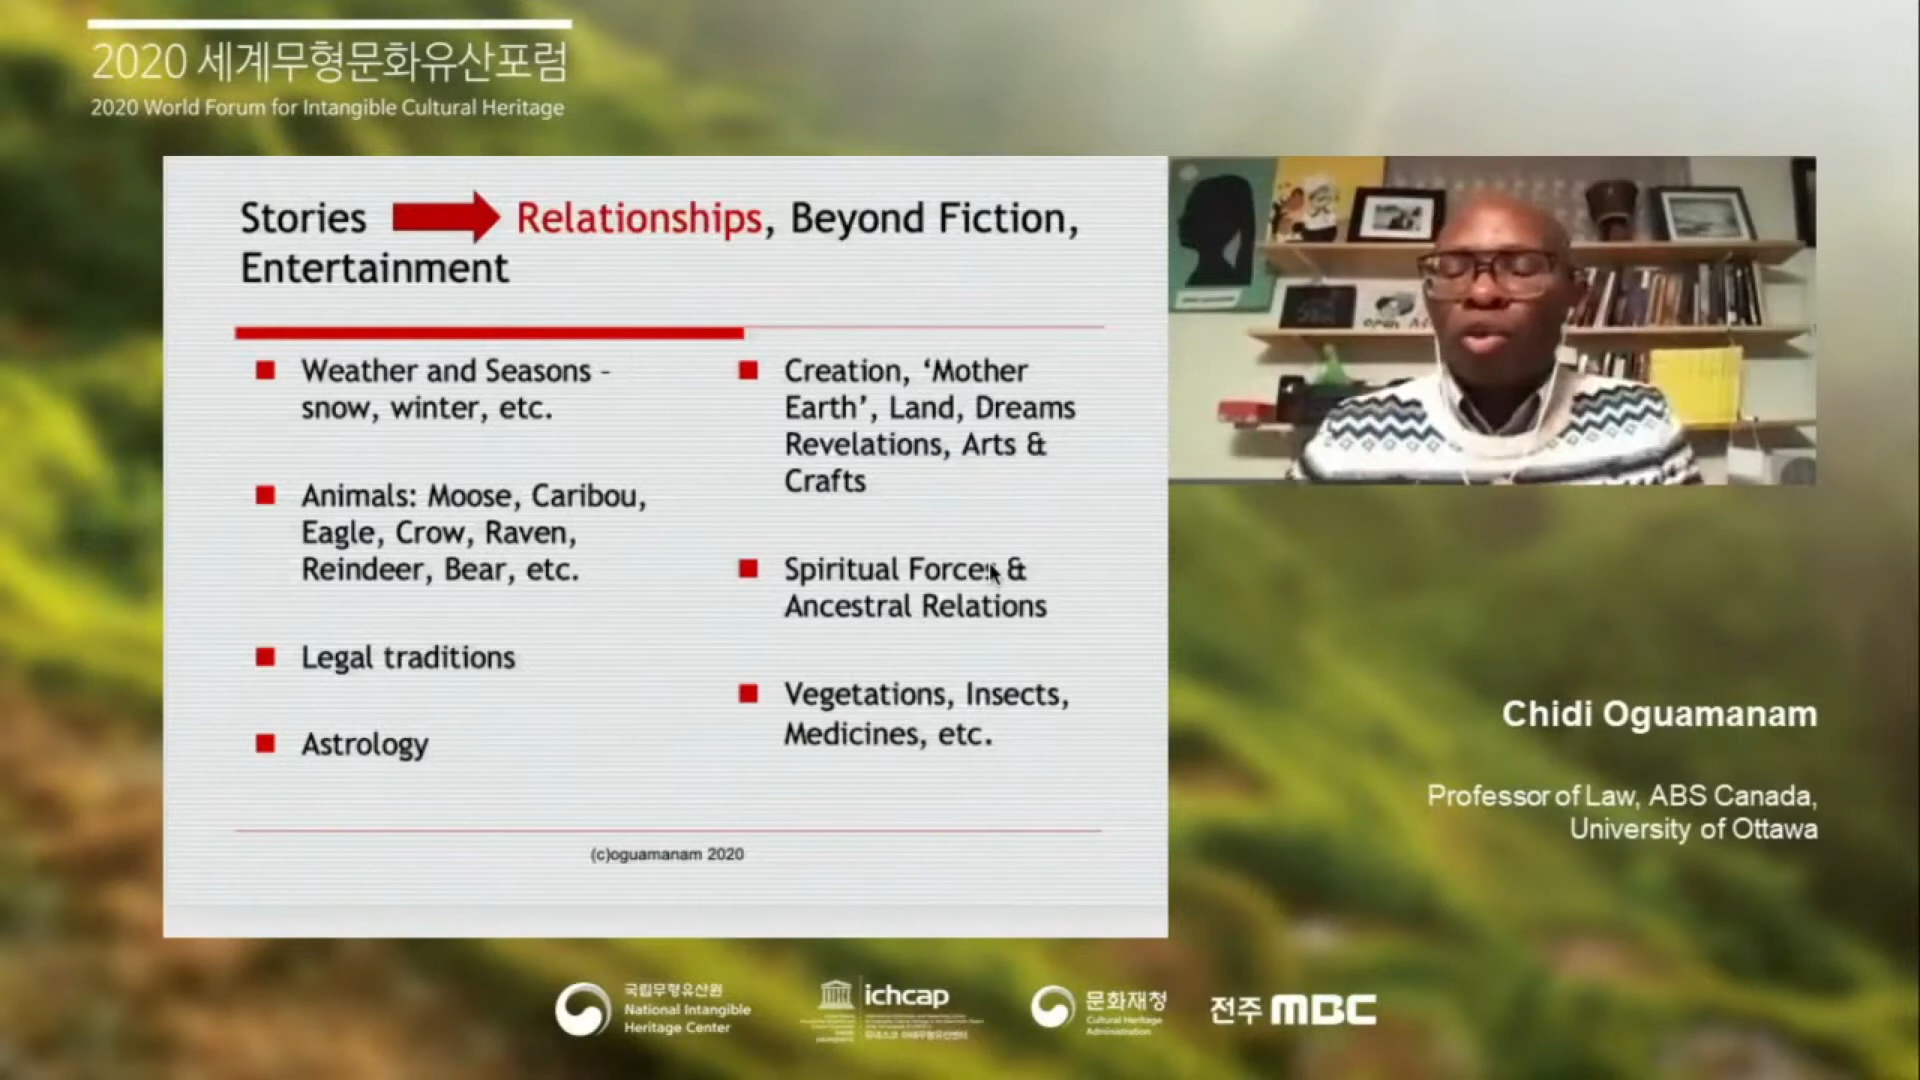 2020 세계무형문화유산포럼
2020 World Forum for Intangible Cultural Heritage
Stories Relationships, Beyond Fiction,
Entertainment
Weather and Seasons -
snow, winter, etc.
Animals: Moose, Caribou,
Eagle, Crow, Raven,
Reindeer, Bear, etc.
Legal traditions
Astrology
Creation, ‘Mother
Earth’, Land, Dreams
Revelations, Arts &
Crafts
Spiritual Forces &
Ancestral Relations
Vegetations, Insects,
Medicines, etc.
(c)oguamanam 2020
Chidi Oguamanam
Professor of Law, ABS Canada,
University of Ottawa
국립무형유산원
National Intangible
Heritage Center
ichcap
문화재청
Cultural Heritage
Administration
전주 MBC